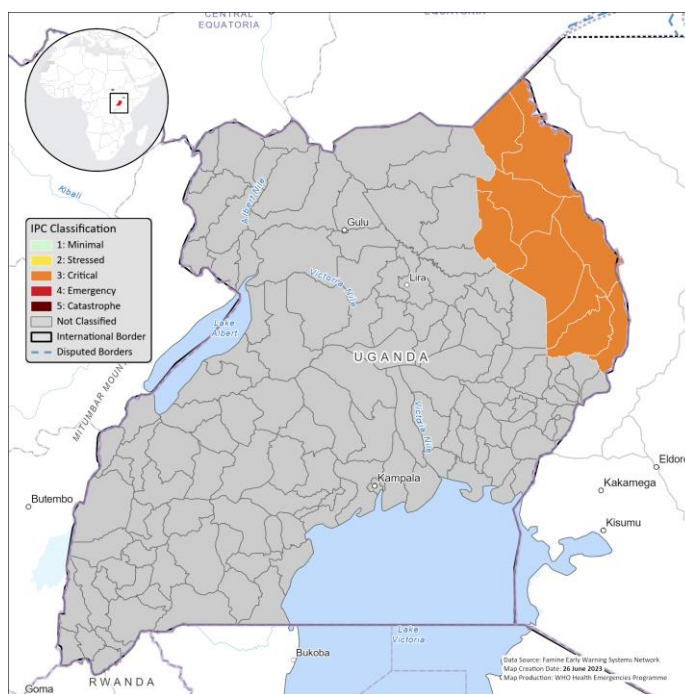 CENTRAL
EQUATORIA
EQUATORIA
Albali
Albert Nile
Gulu
IPC Classification
1: Minimal
2: Stressed
3: Critical
4: Emergency
5: Catastrophe
Not Classified
International Border
Disputed Borders
Victoria Nile
Lira
Lake
Albert
UGANDA
MITUMBAR MOUN
Victoria
Nile
Kampala
Eldore
Butembo
Kakamega
Kisumu
Lake
Victoria
Bukoba
Goma
RWANDA
Data Source: Famine Early Warning Systems Network
Map Creation Date: 26 June 2023
Map Production: WHO Health Emergencies Programme